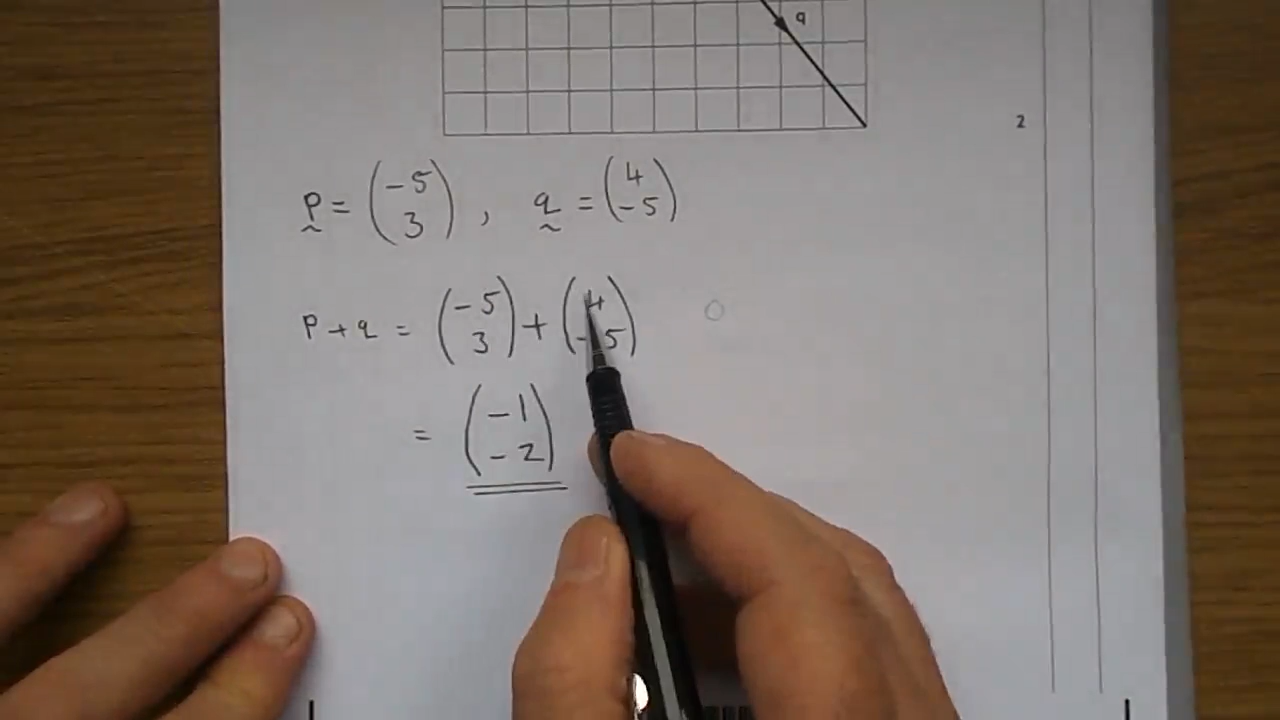 q
2
p = (-5 3) , q = (4 -5)
p + q = (-5 3) + (4 -5)
= (-1 -2)